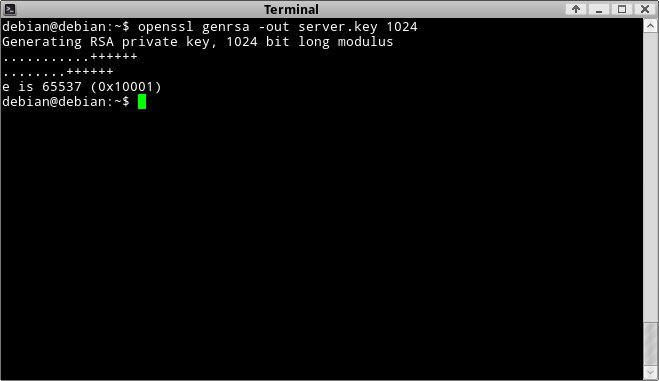 Terminal
debian@debian:~$ openssl genrsa -out server.key 1024
Generating RSA private key, 1024 bit long modulus
...........++++++
........++++++
e is 65537 (0x10001)
debian@debian:~$